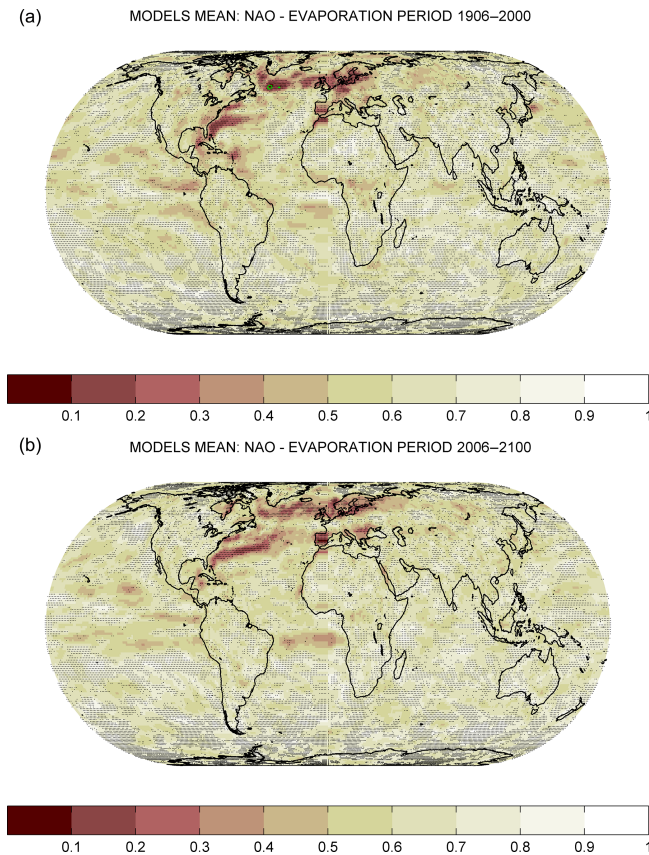 (a)
MODELS MEAN: NAO - EVAPORATION PERIOD 1906–2000
0.1 0.2 0.3 0.4 0.5 0.6 0.7 0.8 0.9 1
(b)
MODELS MEAN: NAO - EVAPORATION PERIOD 2006–2100
0.1 0.2 0.3 0.4 0.5 0.6 0.7 0.8 0.9 1